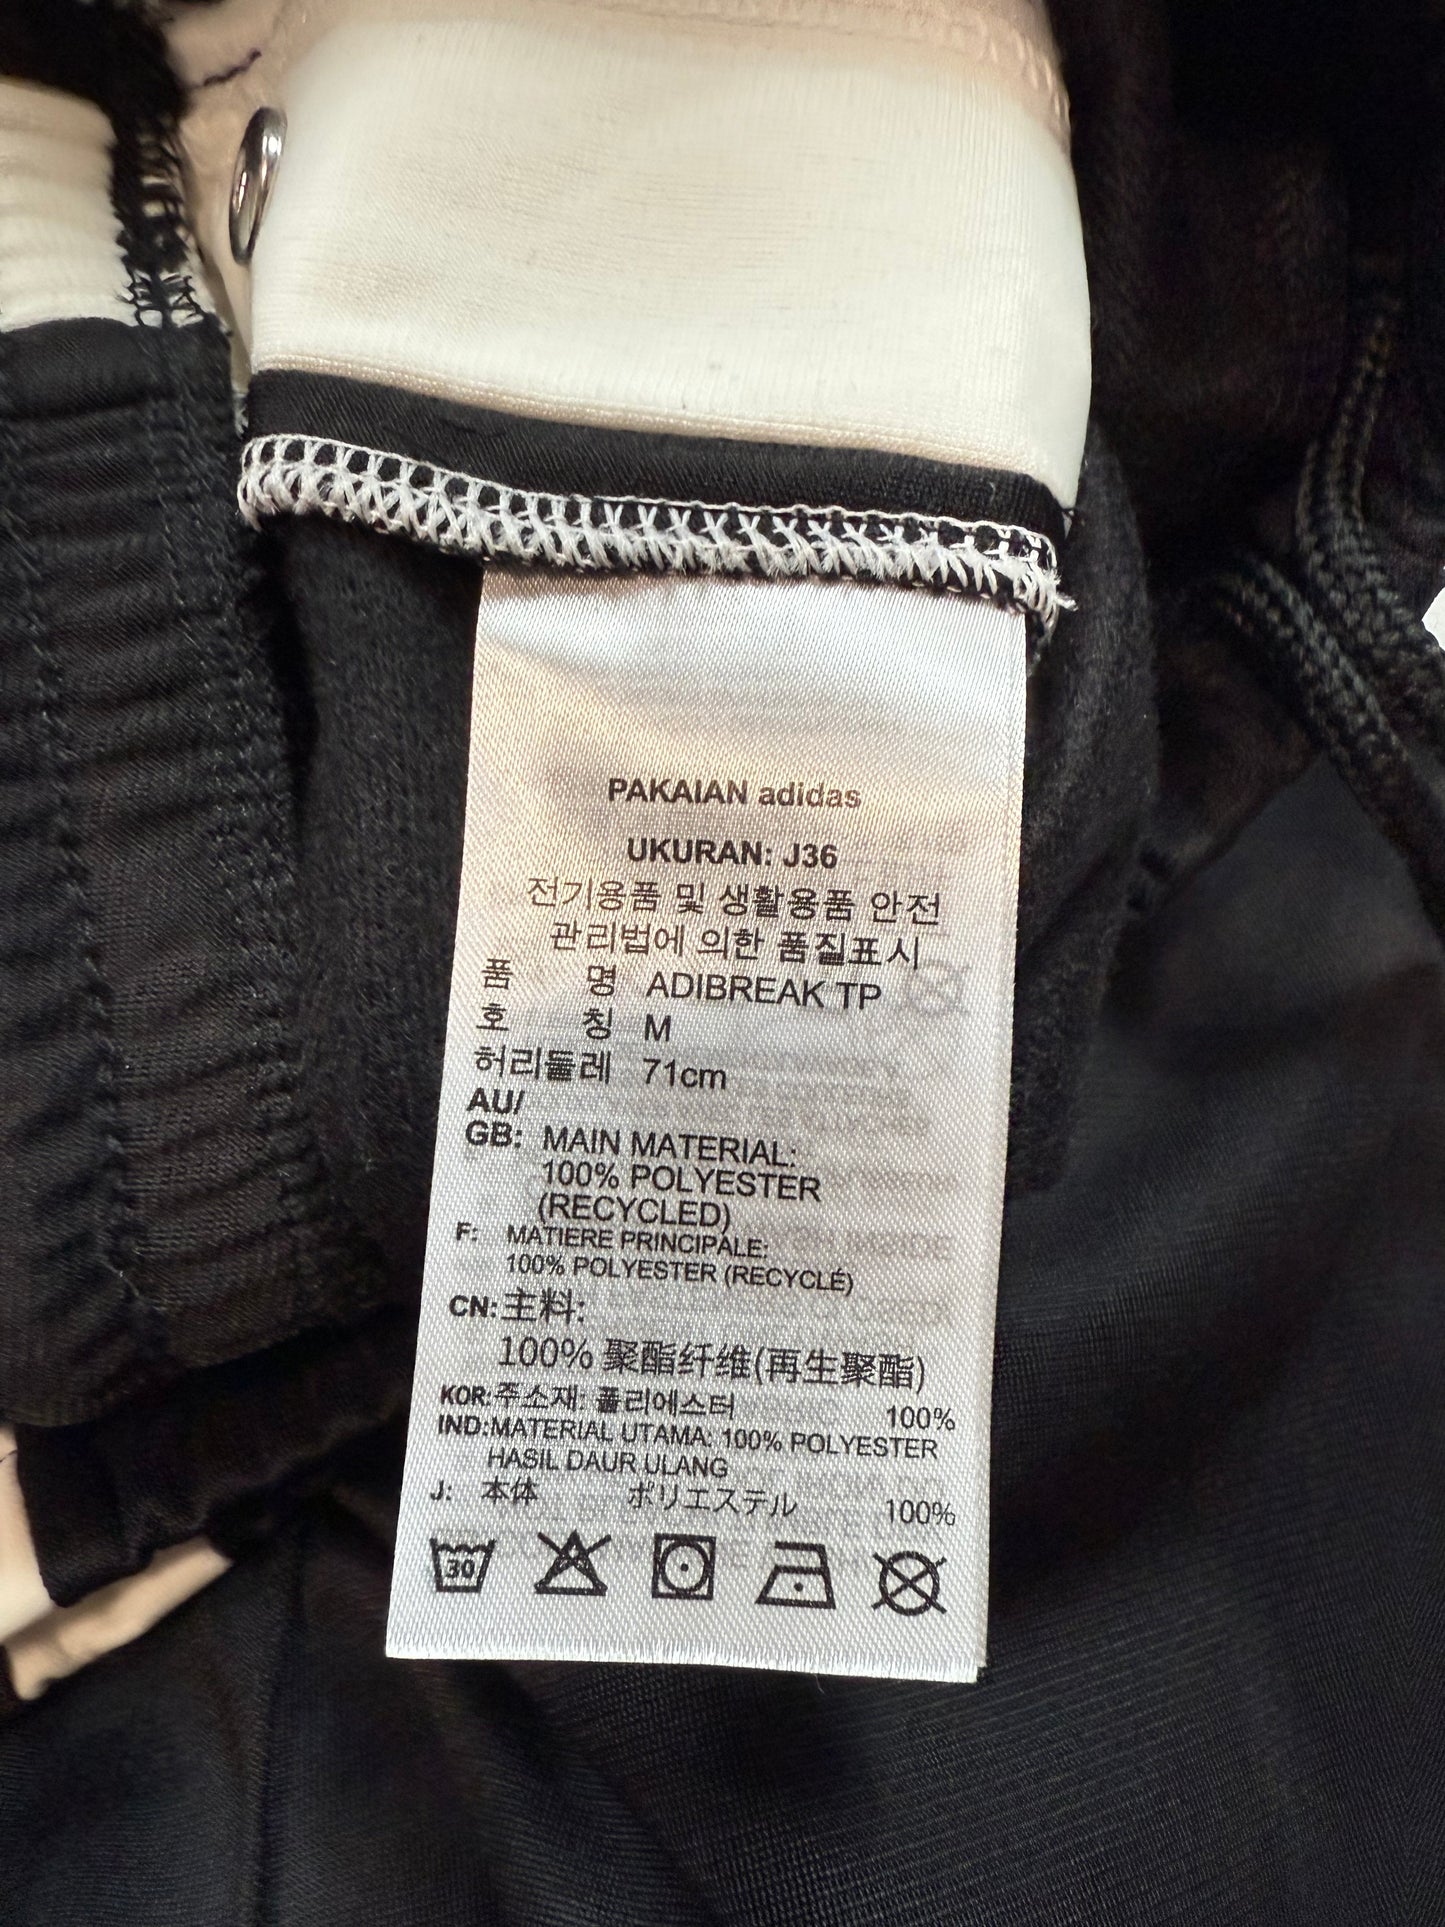 PAKAIAN adidas
UKURAN: J36
전기용품 및 생활용품 안전
관리법에 의한 품질표시
품 명 ADIBREAK TP
호 칭 M
허리둘레 71cm
AU/
GB: MAIN MATERIAL:
100% POLYESTER
(RECYCLED)
F: MATIERE PRINCIPALE:
100% POLYESTER (RECYCLÉ)
CN: 主料:
100% 聚酯纤维(再生聚酯)
KOR: 주소재: 폴리에스터 100%
IND: MATERIAL UTAMA: 100% POLYESTER
HASIL DAUR ULANG
J: 本体 ポリエステル 100%
30